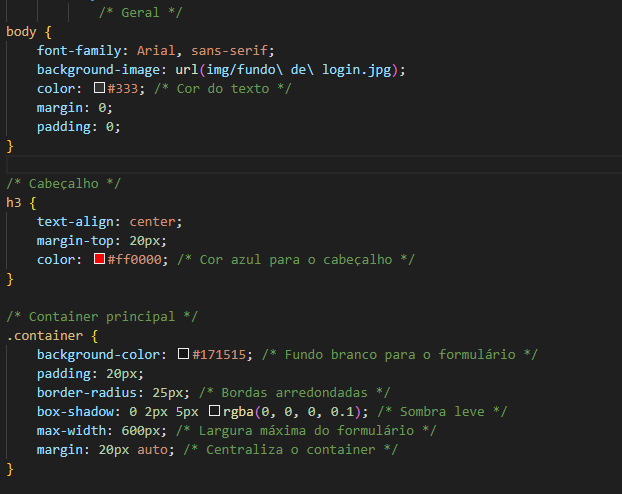 /* Geral */
body {
font-family: Arial, sans-serif;
background-image: url(img/fundo\ de\ login.jpg);
color: #333; /* Cor do texto */
margin: 0;
padding: 0;
}
/* Cabeçalho */
h3 {
text-align: center;
margin-top: 20px;
color: #ff0000; /* Cor azul para o cabeçalho */
}
/* Container principal */
.container {
background-color: #171515; /* Fundo branco para o formulário */
padding: 20px;
border-radius: 25px; /* Bordas arredondadas */
box-shadow: 0 2px 5px rgba(0, 0, 0, 0.1); /* Sombra leve */
max-width: 600px; /* Largura máxima do formulário */
margin: 20px auto; /* Centraliza o container */
}